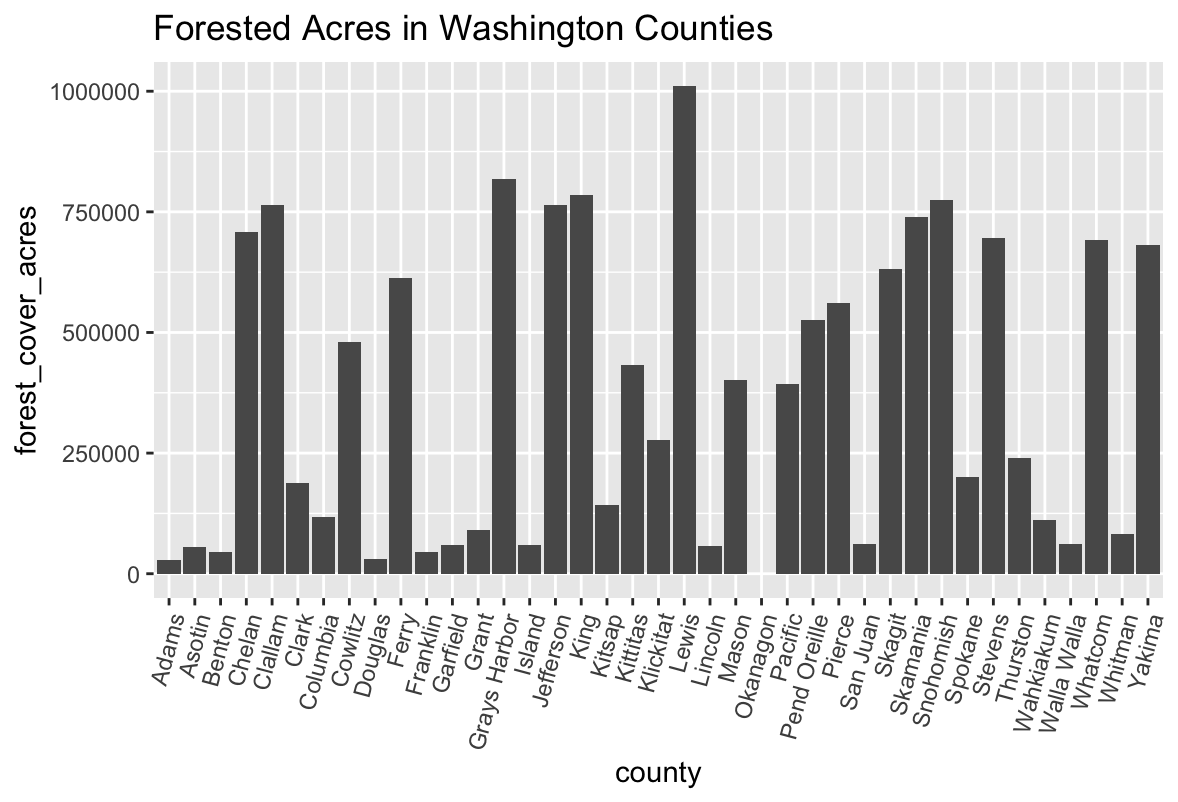 Forested Acres in Washington Counties
forest_cover_acres
1000000
750000
500000
250000
0
Adams
Asotin
Benton
Chelan
Clallam
Clark
Columbia
Cowlitz
Douglas
Ferry
Franklin
Garfield
Grant
Grays Harbor
Island
Jefferson
King
Kitsap
Kittitas
Klickitat
Lewis
Lincoln
Mason
Okanagon
Pacific
Pend Oreille
Pierce
San Juan
Skagit
Skamania
Snohomish
Spokane
Stevens
Thurston
Wahkiakum
Walla Walla
Whatcom
Whitman
Yakima
county